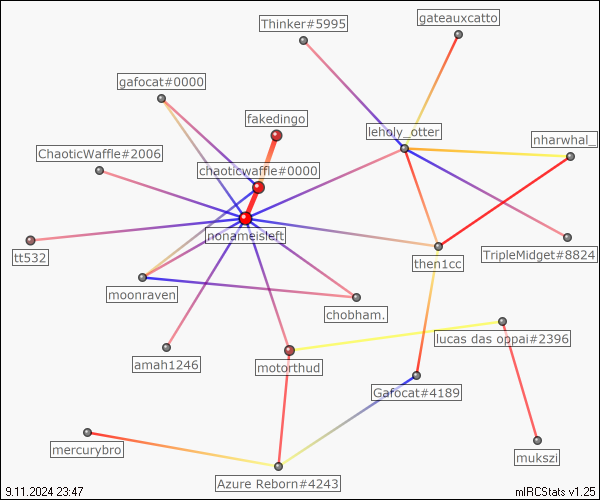 Thinker#5995
gateauxcatto
gafocat#0000
fakedingo
leholy_otter
nharwhal_
ChaoticWaffle#2006
chaoticwaffle#0000
nonameisleft
tt532
then1cc
TripleMidget#8824
moonraven
chobham.
lucas das oppai#2396
amah1246
motorthud
Gafocat#4189
mercurybro
mukszi
Azure Reborn#4243
9.11.2024 23:47
mIRCStats v1.25